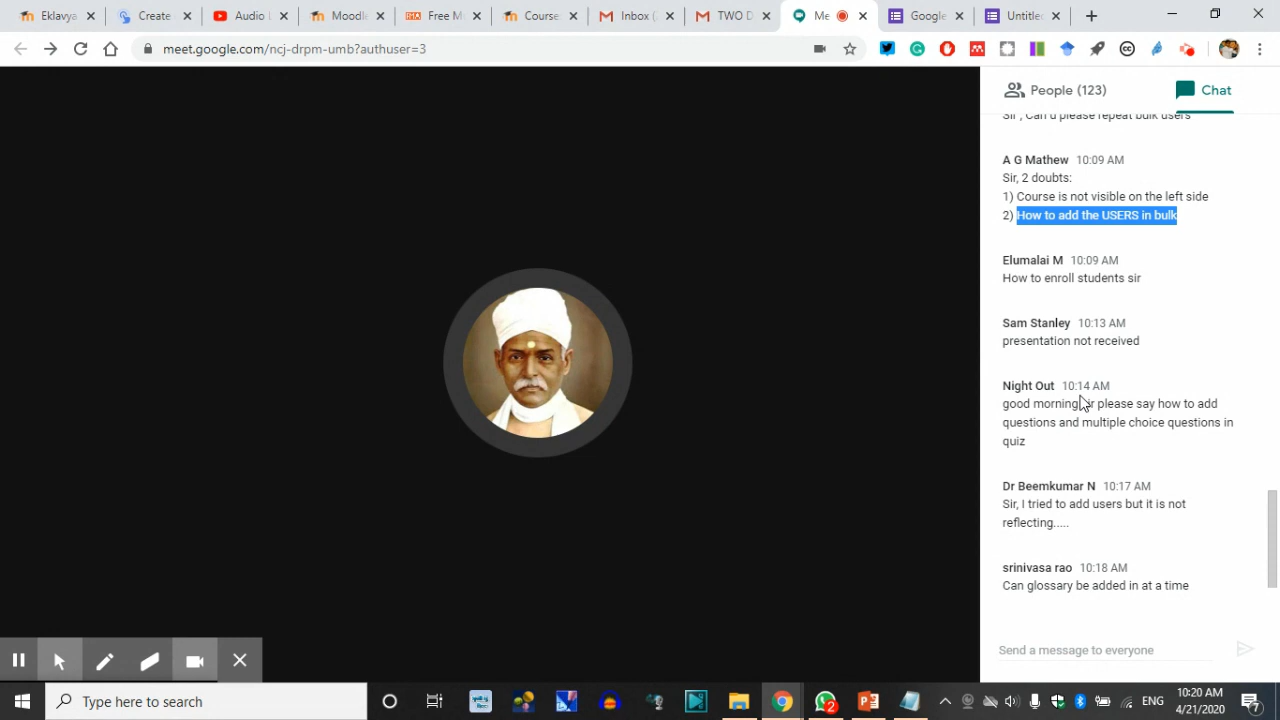 Eklavya
Create
Audio L
Moodl
Free M
Course
Inbox (
TWO D
Me
Google
Untitle
meet.google.com/ncj-drpm-umb?authuser=3
People (123)
Chat
Sir , Can u please repeat bulk users
A G Mathew 10:09 AM
Sir, 2 doubts:
1) Course is not visible on the left side
2) How to add the USERS in bulk
Elumalai M 10:09 AM
How to enroll students sir
Sam Stanley 10:13 AM
presentation not received
Night Out 10:14 AM
good morning sir please say how to add
questions and multiple choice questions in
quiz
Dr Beemkumar N 10:17 AM
Sir, I tried to add users but it is not
reflecting.....
srinivasa rao 10:18 AM
Can glossary be added in at a time
Send a message to everyone
Type here to search
2
ENG
10:20 AM
4/21/2020
7